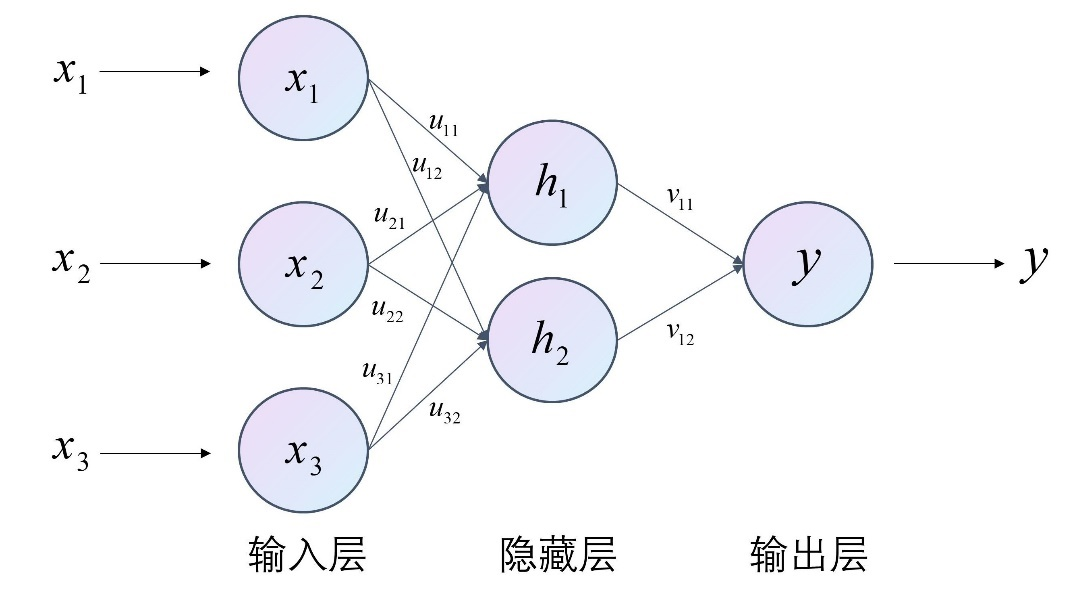 x₁
x₁
u₁₁
u₁₂
h₁
v₁₁
x₂
x₂
u₂₁
u₂₂
y
y
h₂
v₁₂
x₃
x₃
u₃₁
u₃₂
输入层
隐藏层
输出层